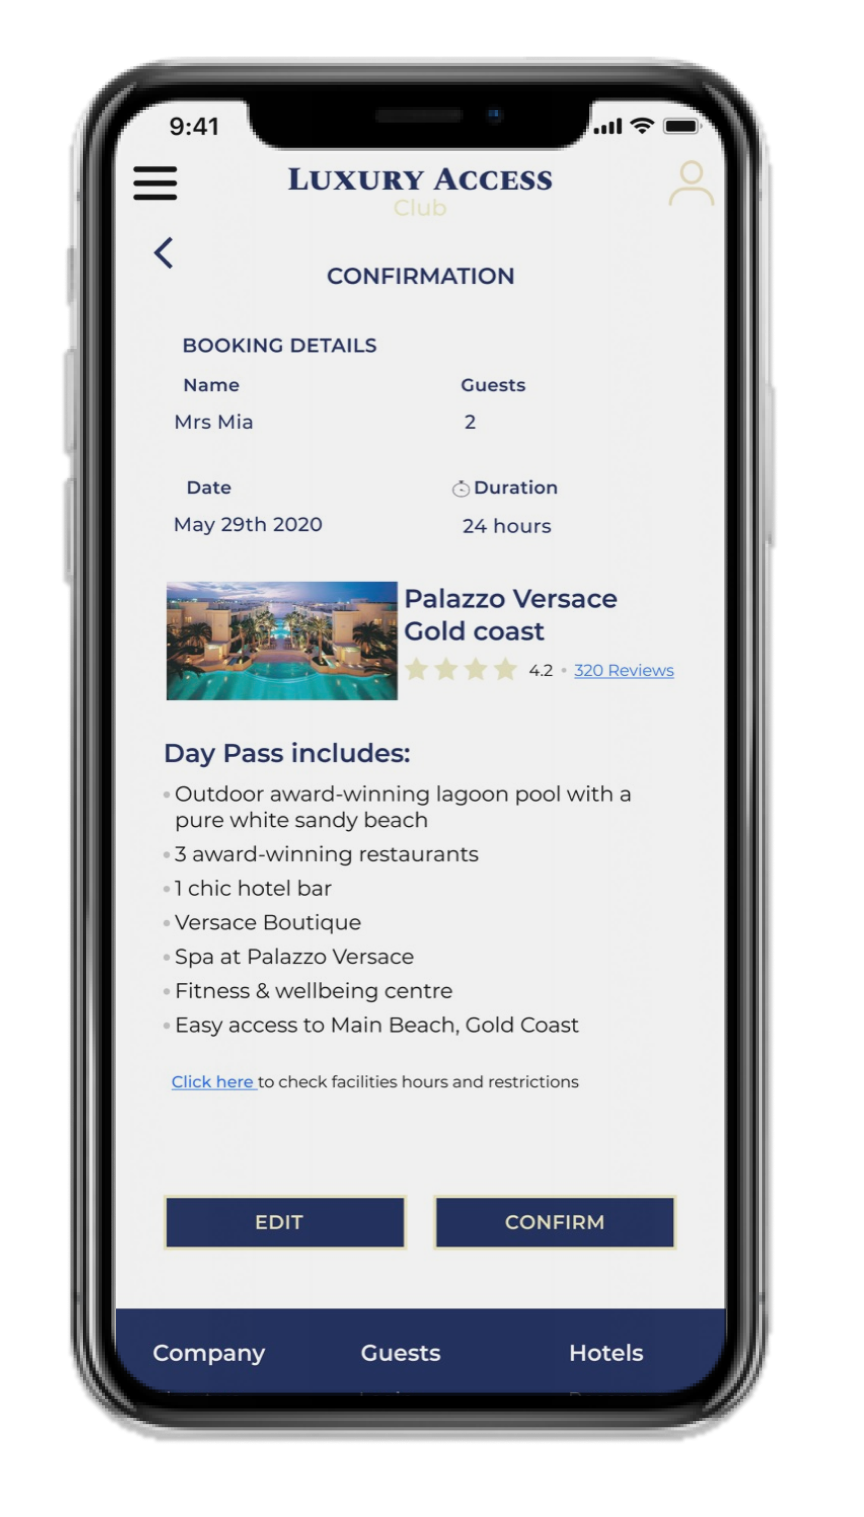 9:41
LUXURY ACCESS
Club
CONFIRMATION
BOOKING DETAILS
Name Guests
Mrs Mia 2
Date Duration
May 29th 2020 24 hours
Palazzo Versace
Gold coast
4.2 • 320 Reviews
Day Pass includes:
• Outdoor award-winning lagoon pool with a
pure white sandy beach
• 3 award-winning restaurants
• 1 chic hotel bar
• Versace Boutique
• Spa at Palazzo Versace
• Fitness & wellbeing centre
• Easy access to Main Beach, Gold Coast
Click here to check facilities hours and restrictions
EDIT CONFIRM
Company Guests Hotels